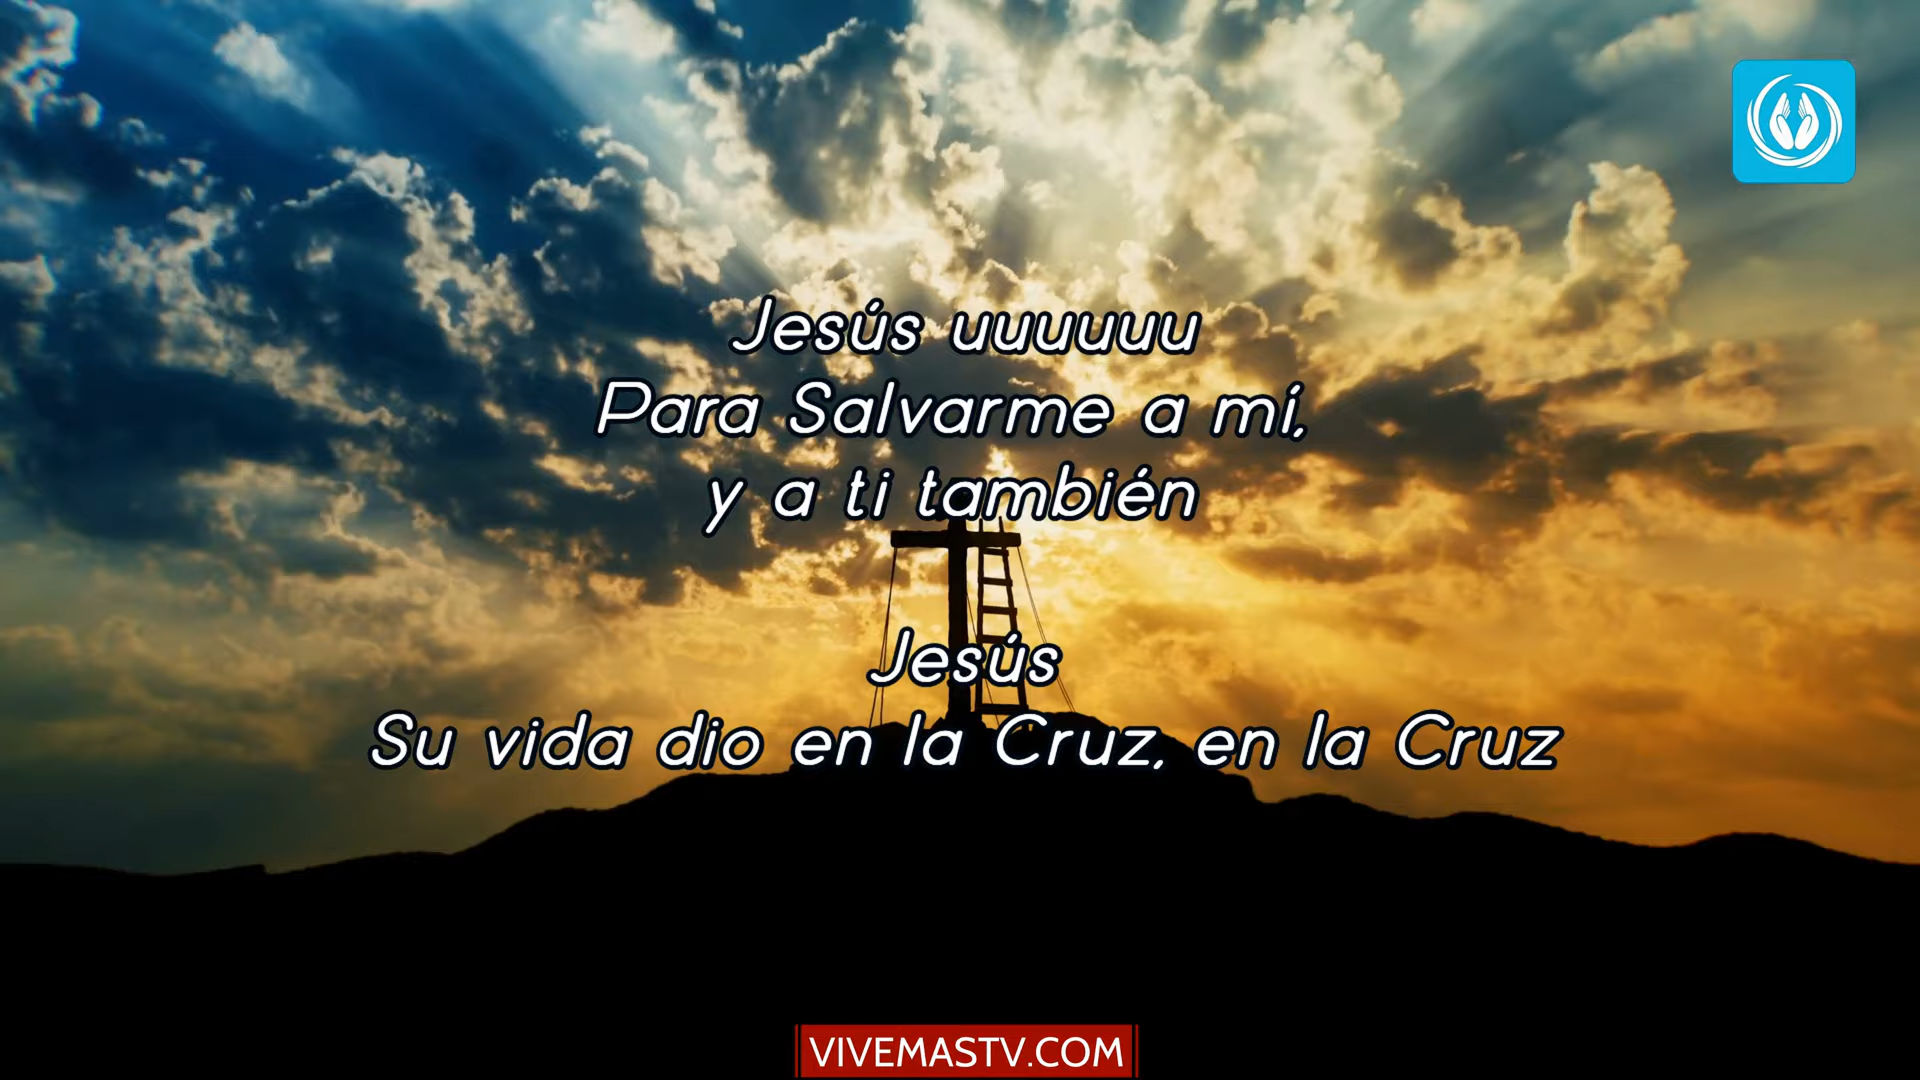 Jesús uuuuuu
Para Salvarme a mí,
y a ti también
Jesús
Su vida dio en la Cruz, en la Cruz
VIVEMASTV.COM